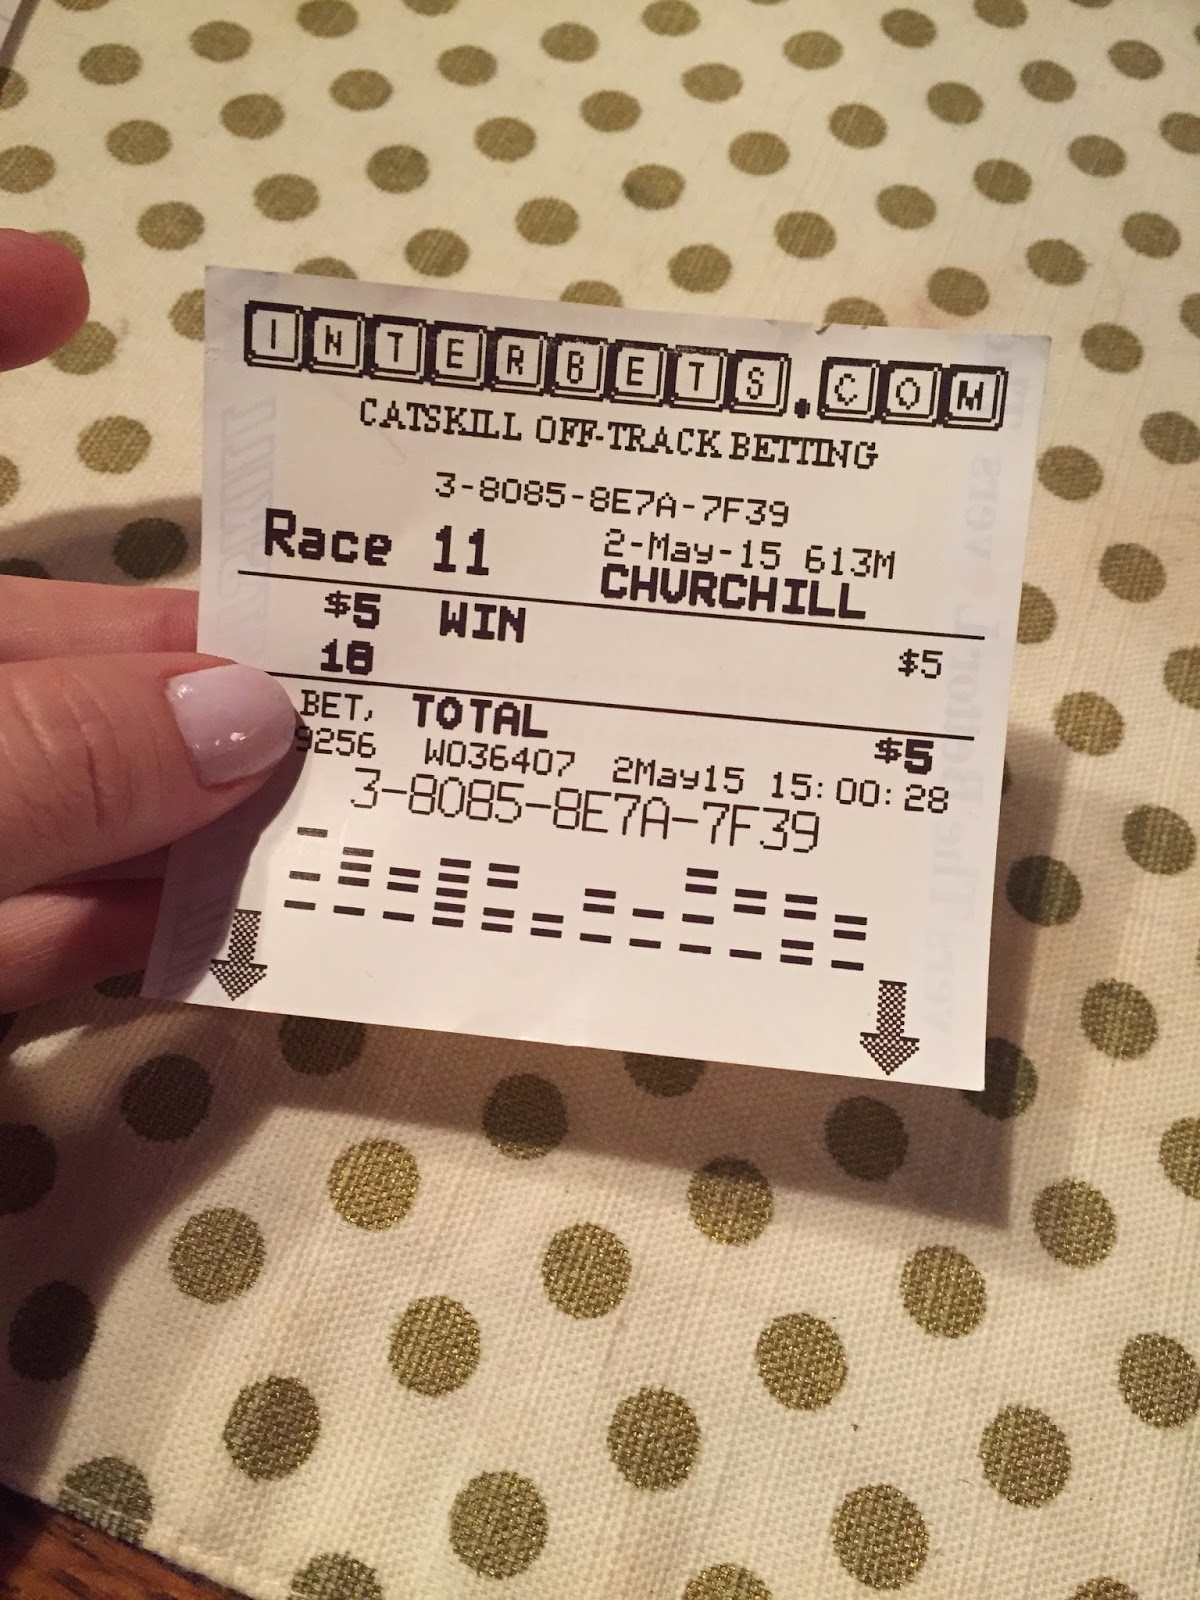 INTERBETS.COM
CATSKILL OFF-TRACK BETTING
3-8085-8E7A-7F39
Race 11 2-May-15 613M
CHURCHILL
$5 WIN $5
18
BET, TOTAL $5
9256 W036407 2May15 15:00:28
3-8085-8E7A-7F39